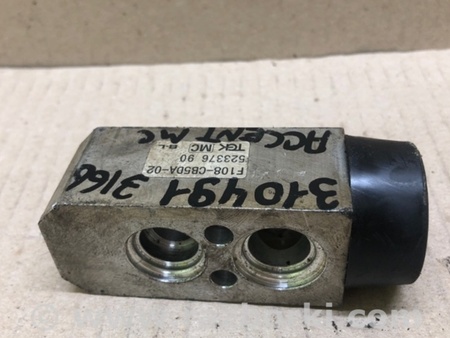 ACCENT MC
TGK MC
523376 90
F108-CB5DA-02
310491
3166